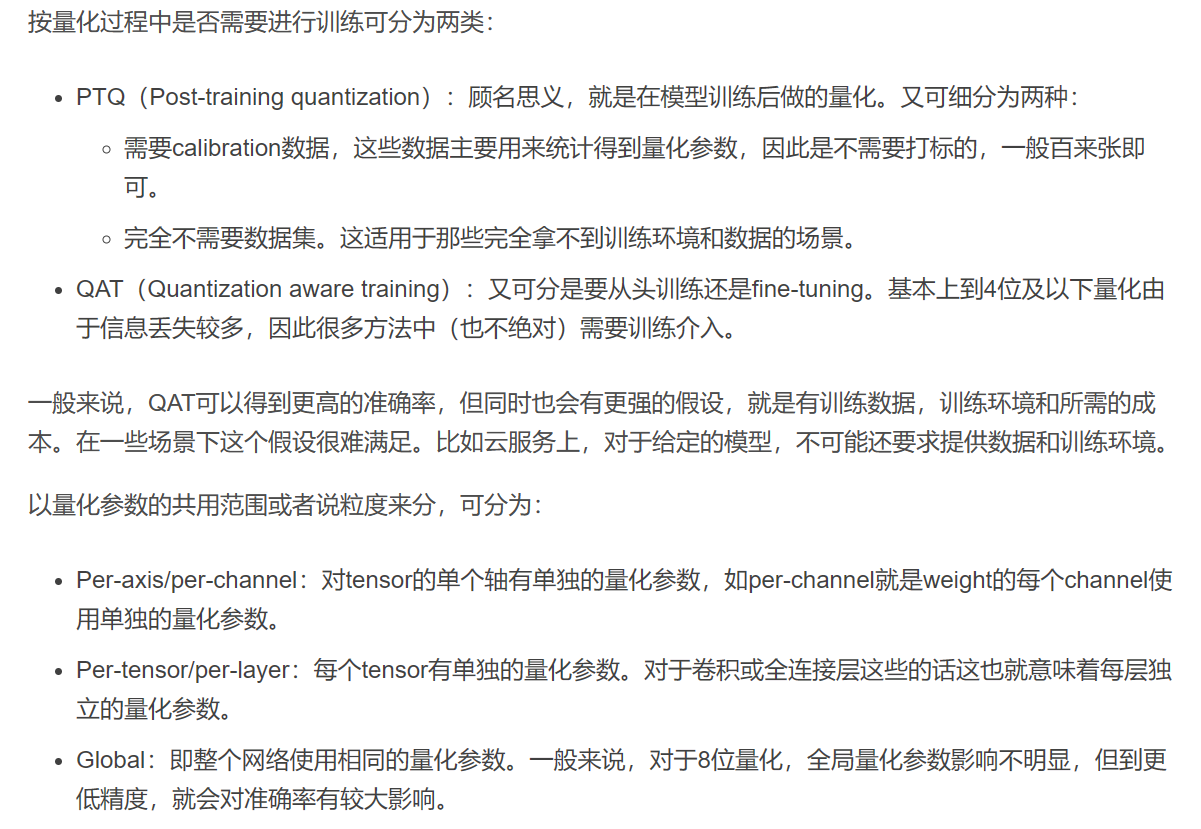 按量化过程中是否需要进行训练可分为两类：
PTQ（Post-training quantization）：顾名思义，就是在模型训练后做的量化。又可细分为两种：
需要calibration数据，这些数据主要用来统计得到量化参数，因此是不需要打标的，一般百来张即
可。
完全不需要数据集。这适用于那些完全拿不到训练环境和数据的场景。
QAT（Quantization aware training）：又可分是要从头训练还是fine-tuning。基本上到4位及以下量化由
于信息丢失较多，因此很多方法中（也不绝对）需要训练介入。
一般来说，QAT可以得到更高的准确率，但同时也会有更强的假设，就是有训练数据，训练环境和所需的成
本。在一些场景下这个假设很难满足。比如云服务上，对于给定的模型，不可能还要求提供数据和训练环境。
以量化参数的共用范围或者说粒度来分，可分为：
Per-axis/per-channel：对tensor的单个轴有单独的量化参数，如per-channel就是weight的每个channel使
用单独的量化参数。
Per-tensor/per-layer：每个tensor有单独的量化参数。对于卷积或全连接层这些的话这也就意味着每层独
立的量化参数。
Global：即整个网络使用相同的量化参数。一般来说，对于8位量化，全局量化参数影响不明显，但到更
低精度，就会对准确率有较大影响。